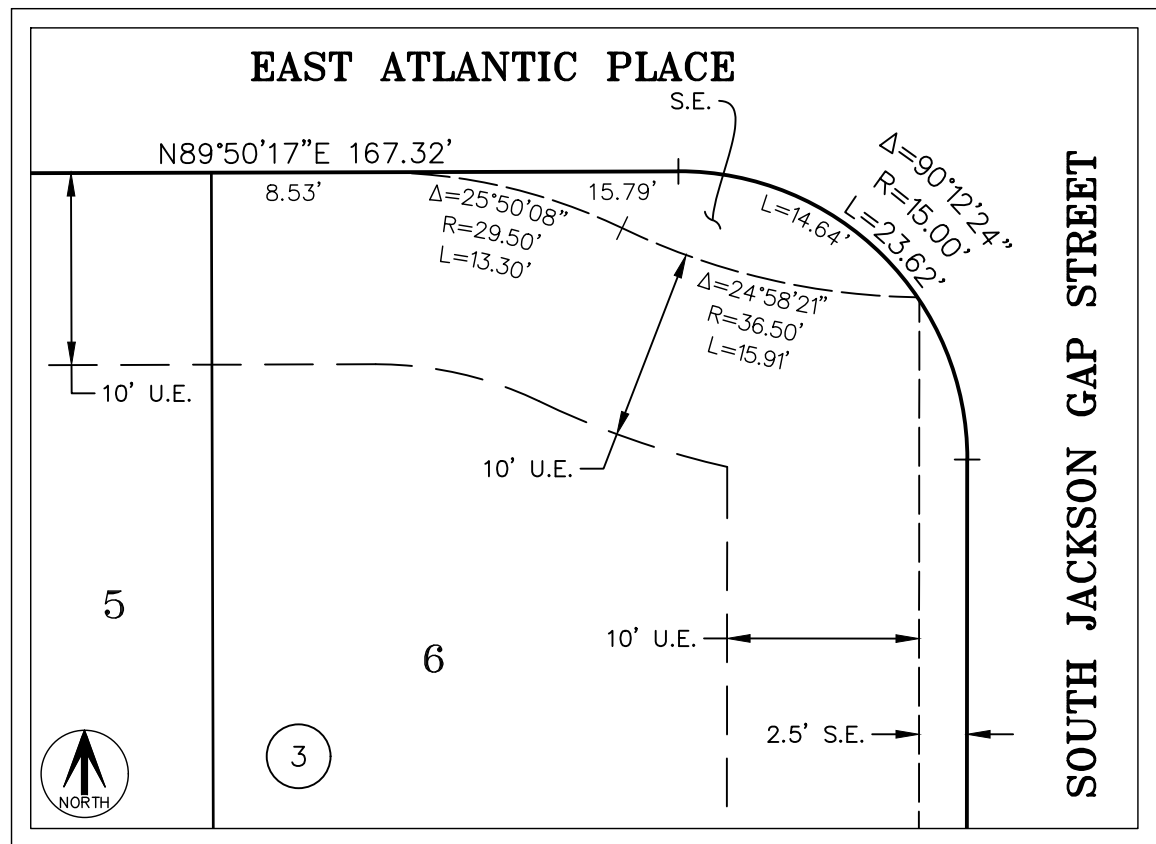 EAST ATLANTIC PLACE
S.E.
N89°50'17"E 167.32'
8.53'
15.79'
Δ=25°50'08"
R=29.50'
L=13.30'
L=14.64'
Δ=90°12'24"
R=15.00'
L=23.62'
Δ=24°58'21"
R=36.50'
L=15.91'
10' U.E.
10' U.E.
SOUTH JACKSON GAP STREET
5
6
10' U.E.
2.5' S.E.
3
NORTH